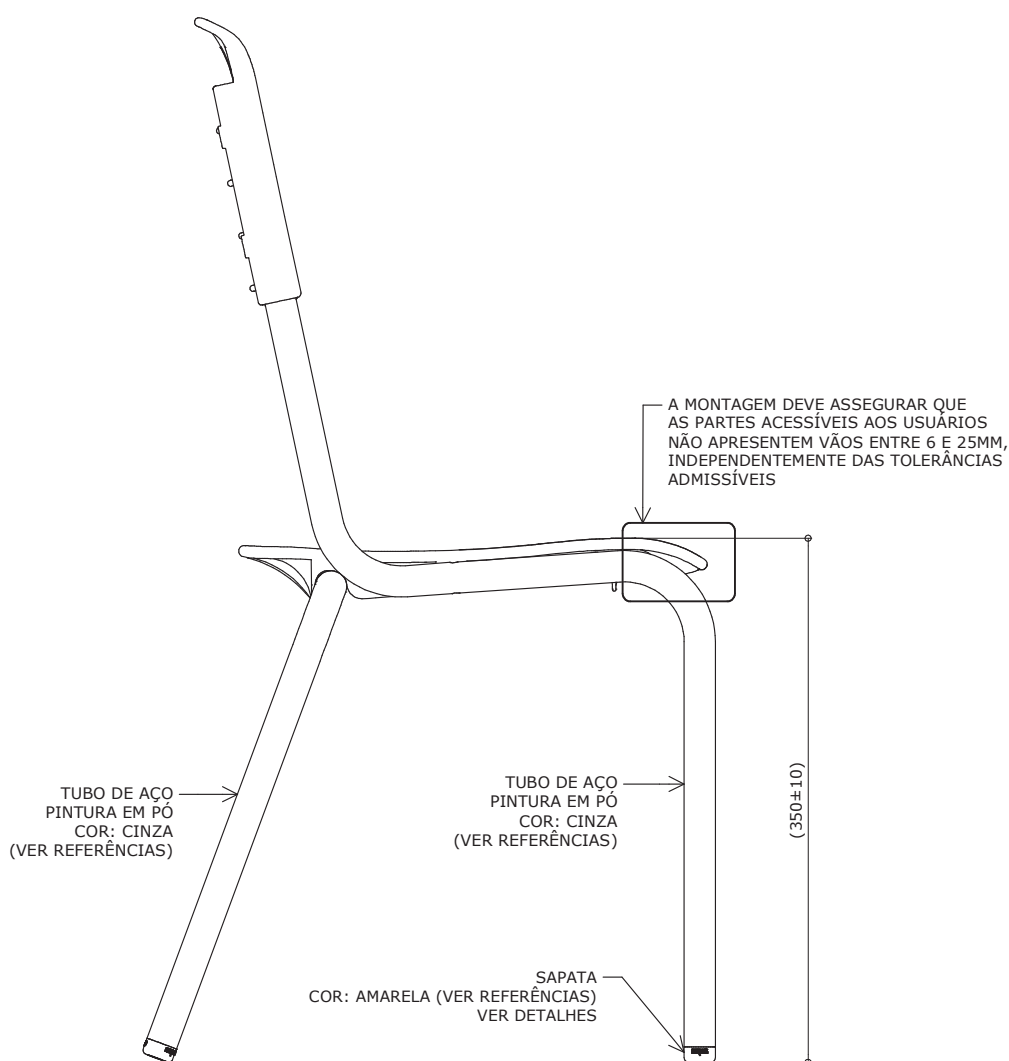 A MONTAGEM DEVE ASSEGURAR QUE
AS PARTES ACESSÍVEIS AOS USUÁRIOS
NÃO APRESENTEM VÃOS ENTRE 6 E 25MM,
INDEPENDENTEMENTE DAS TOLERÂNCIAS
ADMISSÍVEIS
TUBO DE AÇO
PINTURA EM PÓ
COR: CINZA
(VER REFERÊNCIAS)
TUBO DE AÇO
PINTURA EM PÓ
COR: CINZA
(VER REFERÊNCIAS)
(350±10)
SAPATA
COR: AMARELA (VER REFERÊNCIAS)
VER DETALHES